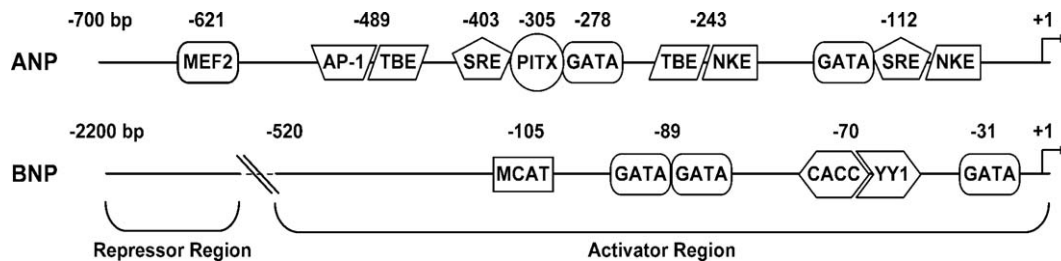 -700 bp -621 -489 -403 -305 -278 -243 -112 +1
ANP MEF2 AP-1 TBE SRE PITX GATA TBE NKE GATA SRE NKE
-2200 bp -520 -105 -89 -70 -31 +1
BNP MCAT GATA GATA CACC YY1 GATA
Repressor Region Activator Region